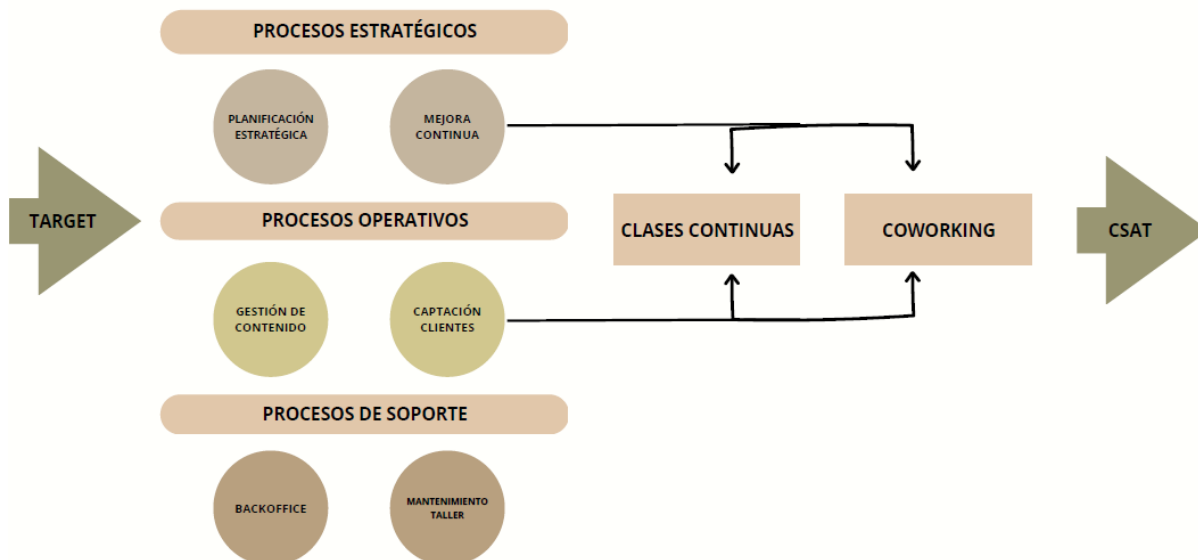 PROCESOS ESTRATÉGICOS
PLANIFICACIÓN
ESTRATÉGICA
MEJORA
CONTINUA
TARGET
PROCESOS OPERATIVOS
CLASES CONTINUAS
COWORKING
CSAT
GESTIÓN DE
CONTENIDO
CAPTACIÓN
CLIENTES
PROCESOS DE SOPORTE
BACKOFFICE
MANTENIMIENTO
TALLER